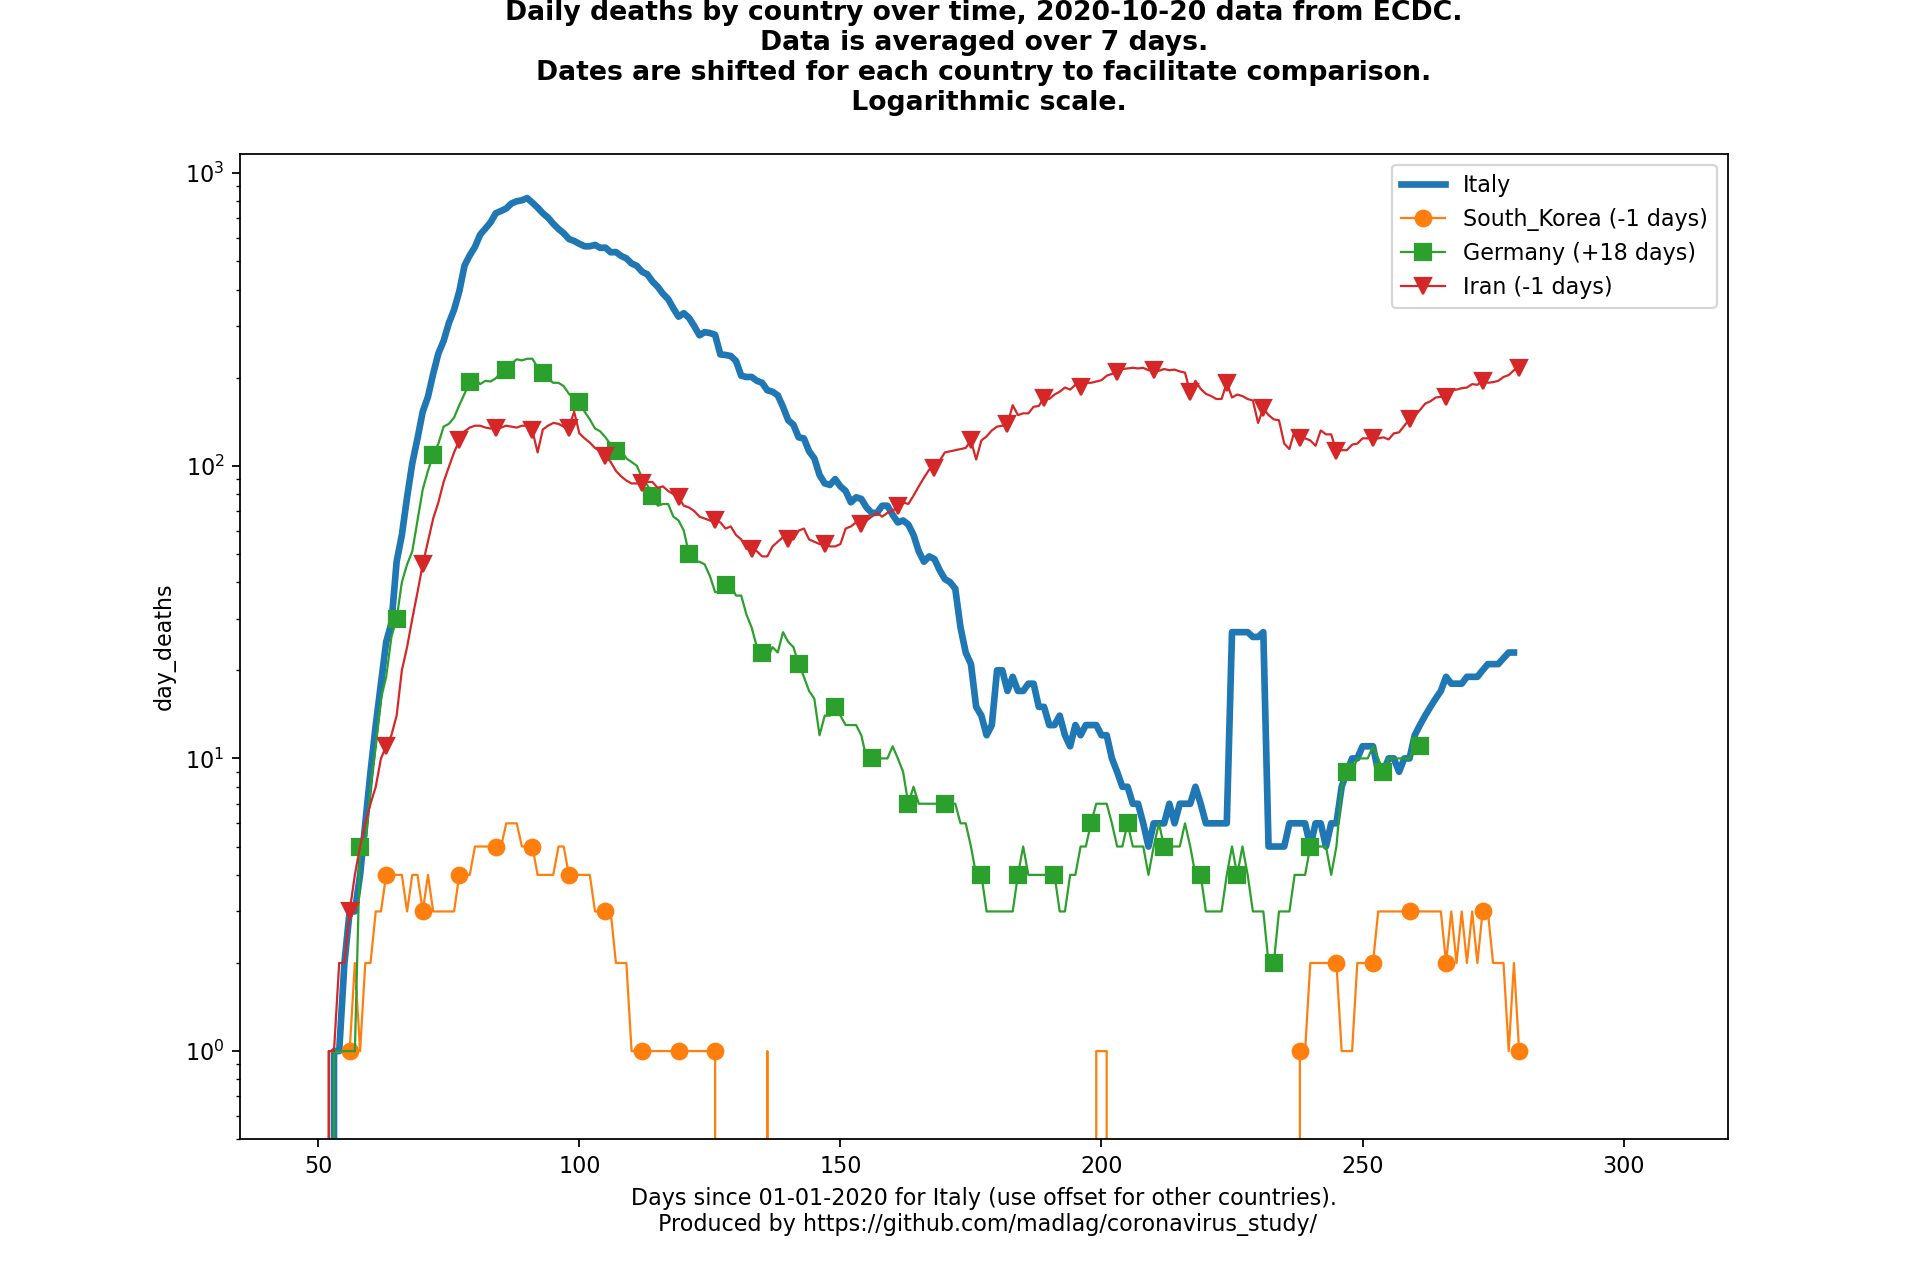 Daily deaths by country over time, 2020-10-20 data from ECDC.
Data is averaged over 7 days.
Dates are shifted for each country to facilitate comparison.
Logarithmic scale.
10³
10²
10¹
10⁰
day_deaths
Italy
South_Korea (-1 days)
Germany (+18 days)
Iran (-1 days)
50 100 150 200 250 300
Days since 01-01-2020 for Italy (use offset for other countries).
Produced by https://github.com/madlag/coronavirus_study/